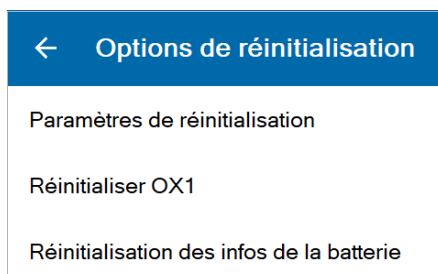 Options de réinitialisation
Paramètres de réinitialisation
Réinitialiser OX1
Réinitialisation des infos de la batterie